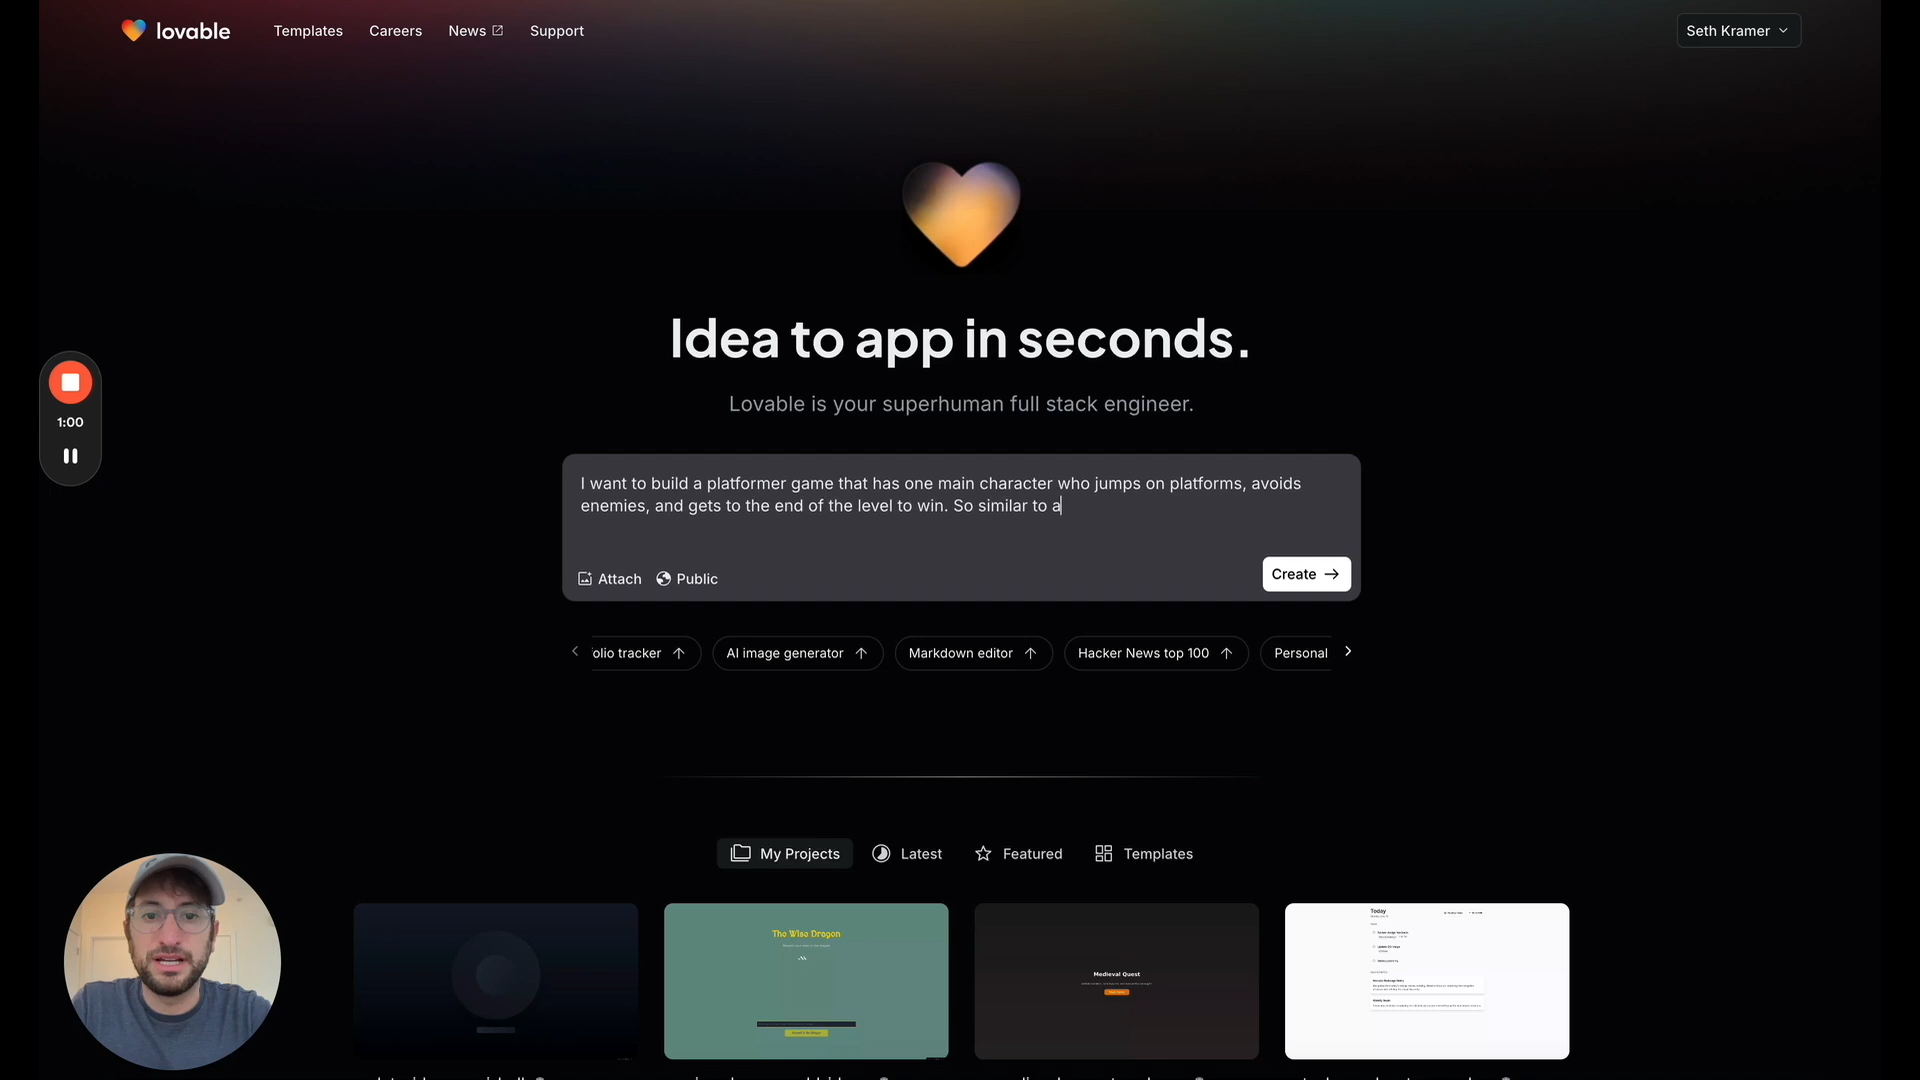 lovable
Templates
Careers
News
Support
Seth Kramer
Idea to app in seconds.
Lovable is your superhuman full stack engineer.
1:00
I want to build a platformer game that has one main character who jumps on platforms, avoids
enemies, and gets to the end of the level to win. So similar to a
Attach
Public
Create
olio tracker
AI image generator
Markdown editor
Hacker News top 100
Personal
My Projects
Latest
Featured
Templates
The Wise Dragon
Medieval Quest
Today